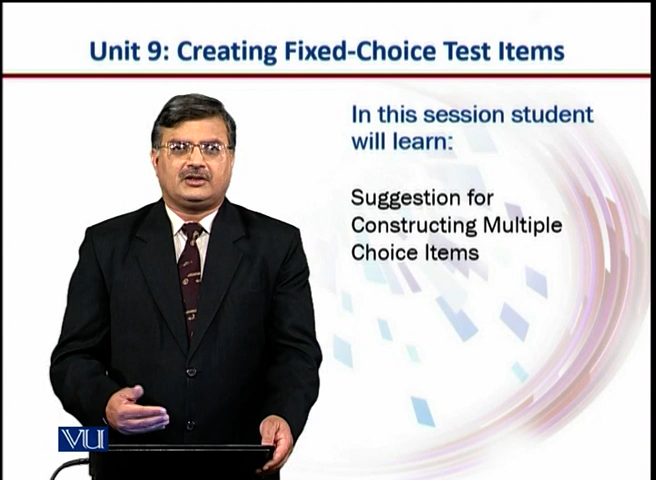 Unit 9: Creating Fixed-Choice Test Items
In this session student
will learn:
Suggestion for
Constructing Multiple
Choice Items
VU